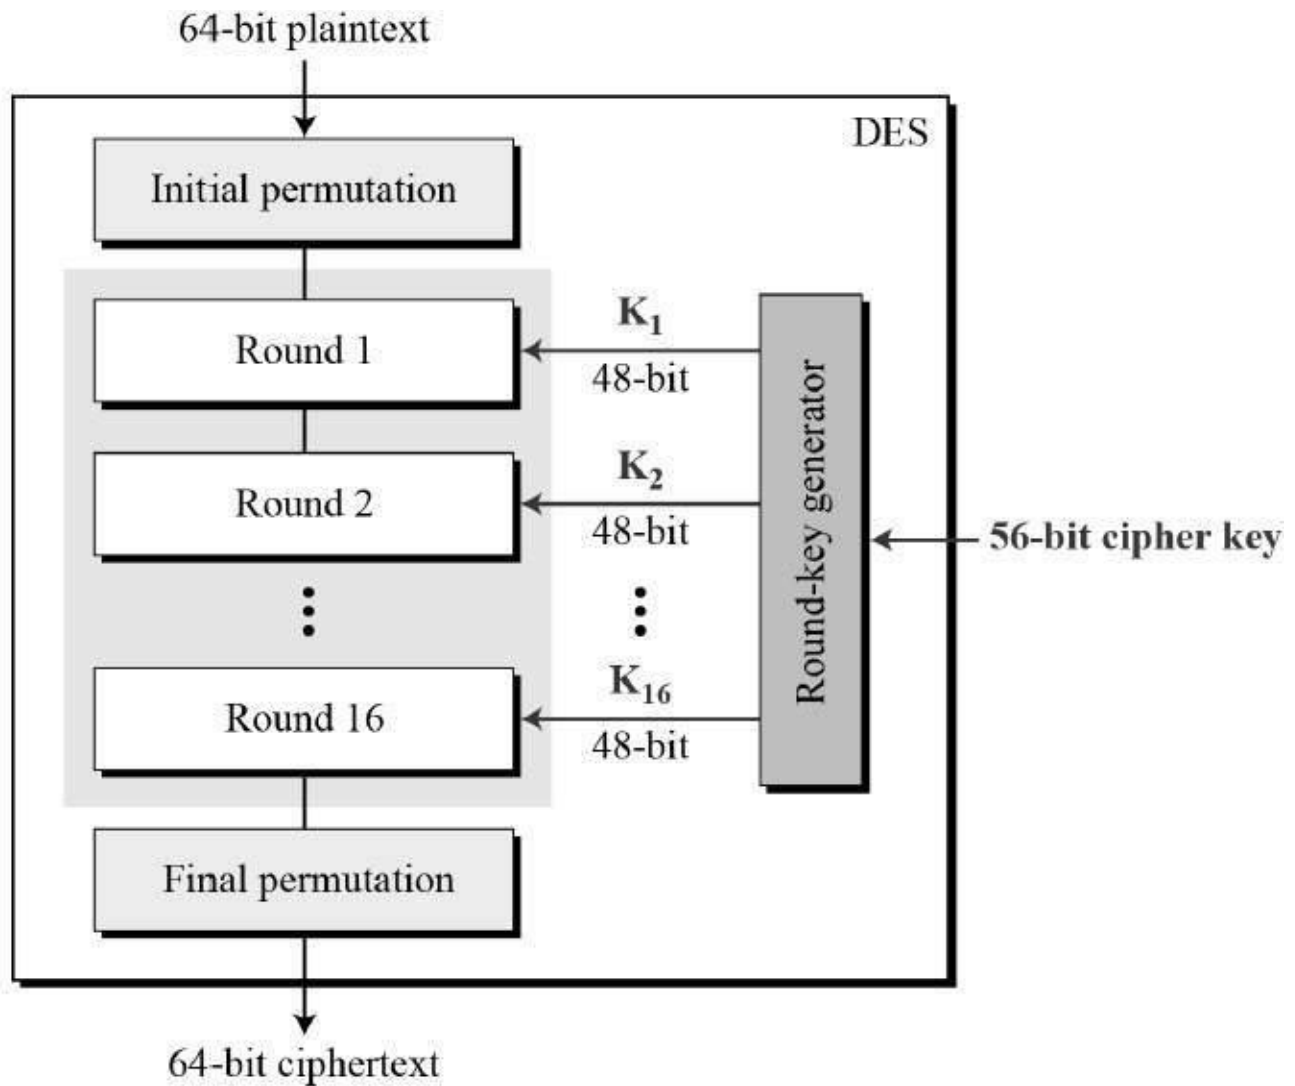 64-bit plaintext
DES
Initial permutation
Round 1
K₁
48-bit
Round 2
K₂
48-bit
Round 16
K₁₆
48-bit
Round-key generator
56-bit cipher key
Final permutation
64-bit ciphertext